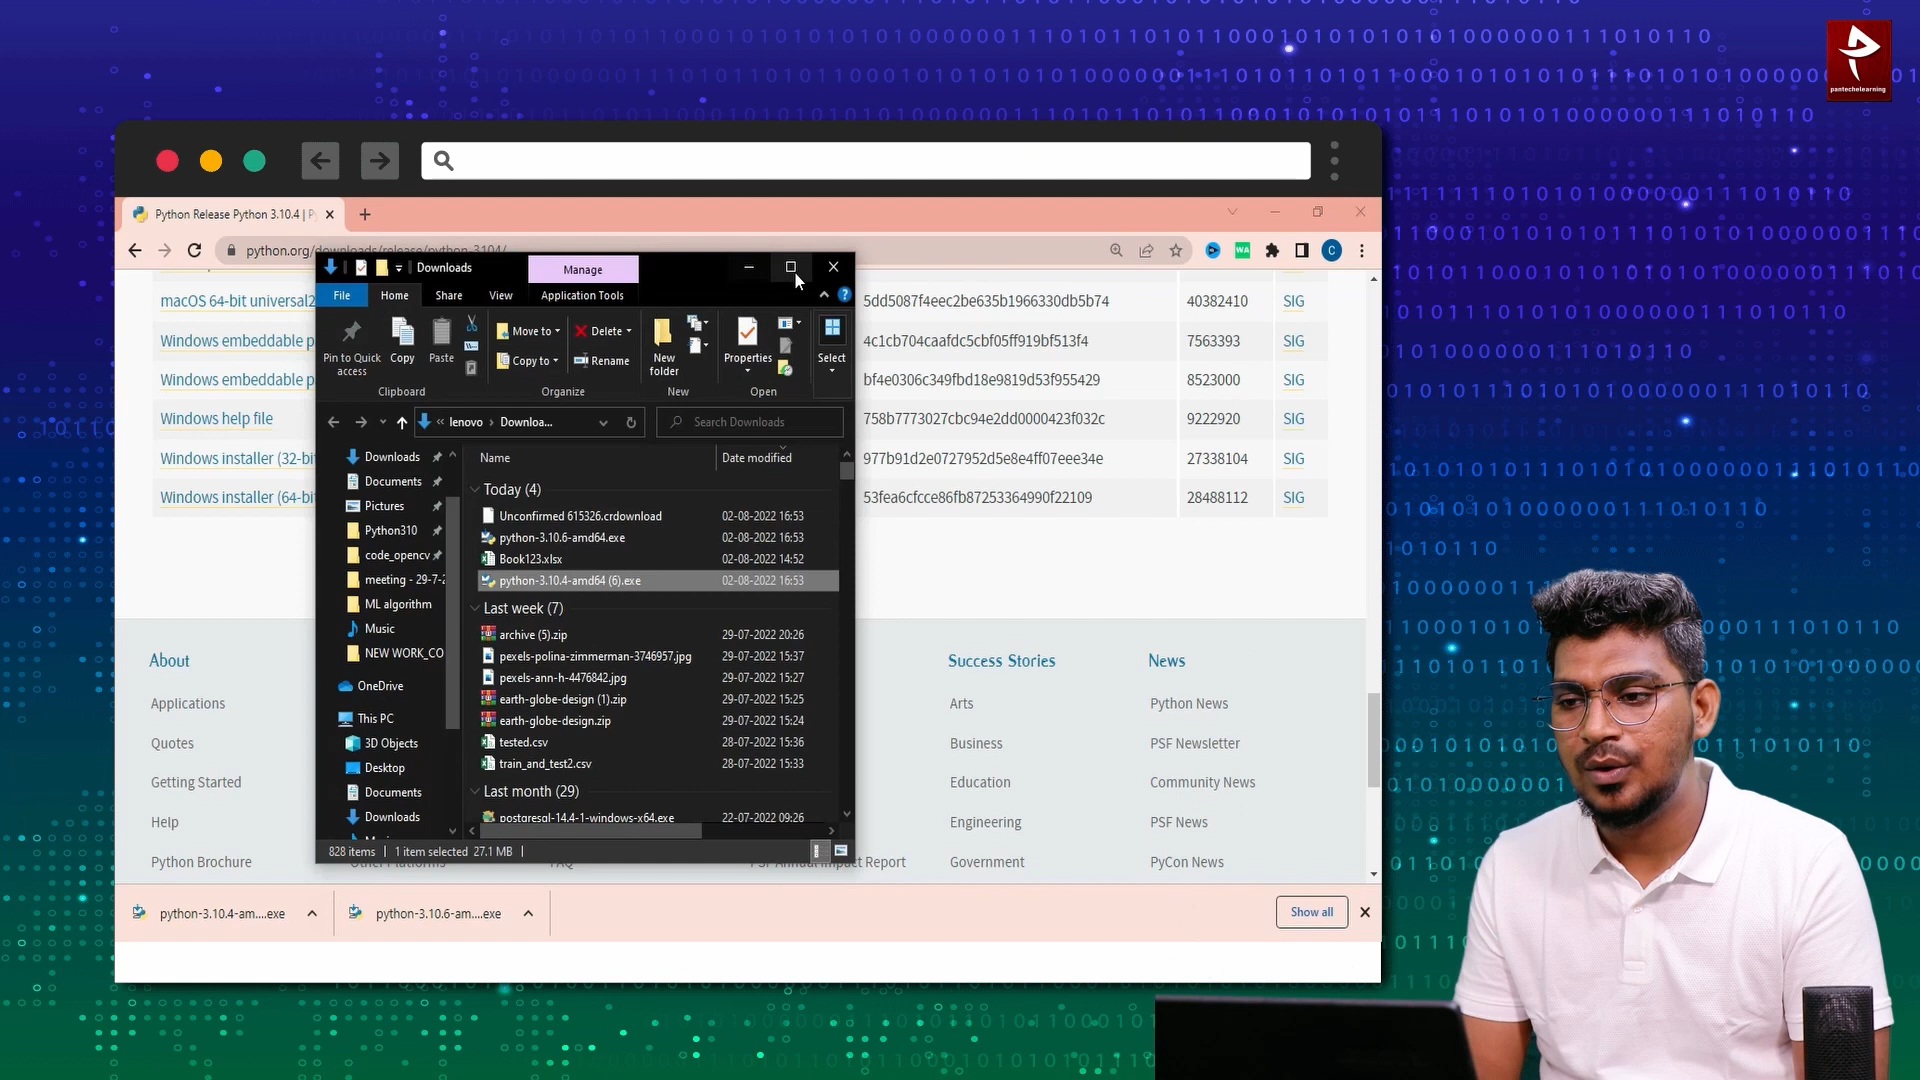 pantechelearning
Python Release Python 3.10.4 | P
python.org/downloads/release/python-3104/
C
Downloads
Manage
File
Home
Share
View
Application Tools
Pin to Quick access
Copy
Paste
Move to
Copy to
Delete
Rename
New folder
Properties
Select
Clipboard
Organize
New
Open
lenovo
Downloa...
Search Downloads
Downloads
Documents
Pictures
Python310
code_opencv
meeting - 29-7-2
ML algorithm
Music
NEW WORK_CO
OneDrive
This PC
3D Objects
Desktop
Documents
Downloads
Name Date modified
Today (4)
Unconfirmed 615326.crdownload 02-08-2022 16:53
python-3.10.6-amd64.exe 02-08-2022 16:53
Book123.xlsx 02-08-2022 14:52
python-3.10.4-amd64 (6).exe 02-08-2022 16:53
Last week (7)
archive (5).zip 29-07-2022 20:26
pexels-polina-zimmerman-3746957.jpg 29-07-2022 15:37
pexels-ann-h-4476842.jpg 29-07-2022 15:27
earth-globe-design (1).zip 29-07-2022 15:25
earth-globe-design.zip 29-07-2022 15:24
tested.csv 28-07-2022 15:36
train_and_test2.csv 28-07-2022 15:33
Last month (29)
postgresql-14.4-1-windows-x64.exe 22-07-2022 09:26
828 items 1 item selected 27.1 MB
macOS 64-bit universal2 5dd5087f4eec2be635b1966330db5b74 40382410 SIG
Windows embeddable p 4c1cb704caafdc5cbf05ff919bf513f4 7563393 SIG
Windows embeddable p bf4e0306c349fbd18e9819d53f955429 8523000 SIG
Windows help file 758b7773027cbc94e2dd0000423f032c 9222920 SIG
Windows installer (32-bi 977b91d2e0727952d5e8e4ff07eee34e 27338104 SIG
Windows installer (64-bi 53fea6cfcce86fb87253364990f22109 28488112 SIG
About
Applications
Quotes
Getting Started
Help
Python Brochure
Success Stories
Arts
Business
Education
Engineering
Government
News
Python News
PSF Newsletter
Community News
PSF News
PyCon News
python-3.10.4-am....exe
python-3.10.6-am....exe
Show all